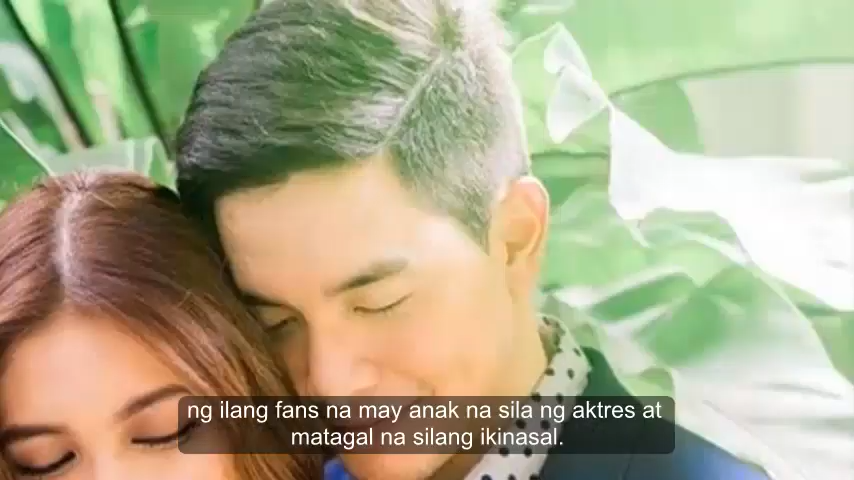 ng ilang fans na may anak na sila ng aktres at
matagal na silang ikinasal.